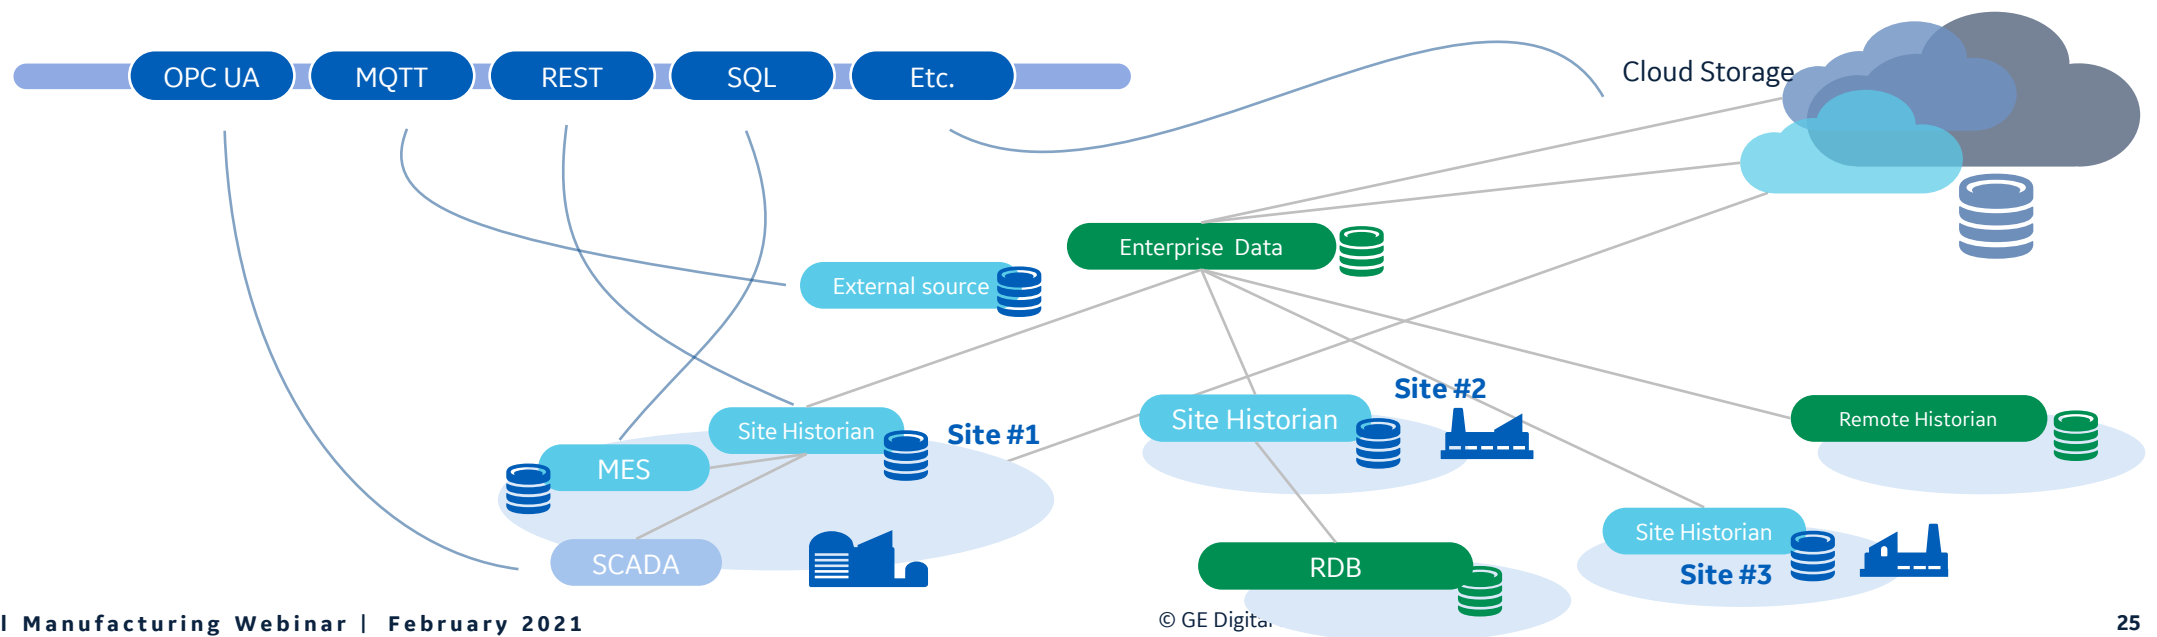 OPC UA
MQTT
REST
SQL
Etc.
Cloud Storage
Enterprise Data
External source
Site #2
Site Historian
Remote Historian
Site Historian
Site #1
MES
Site Historian
SCADA
RDB
Site #3
l Manufacturing Webinar | February 2021
© GE Digital
25